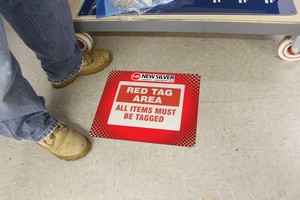 NEW SILVER
RED TAG
AREA
ALL ITEMS MUST
BE TAGGED